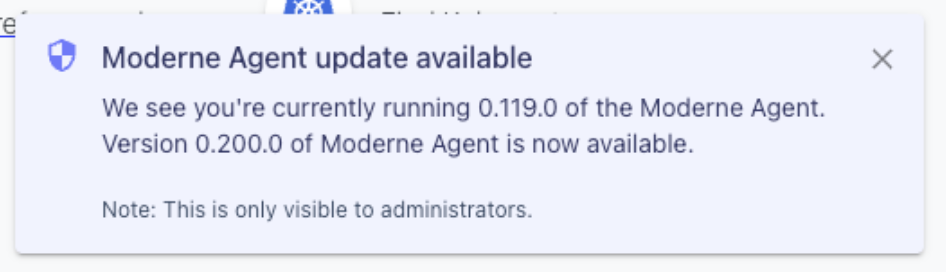 Moderne Agent update available
We see you're currently running 0.119.0 of the Moderne Agent.
Version 0.200.0 of Moderne Agent is now available.
Note: This is only visible to administrators.